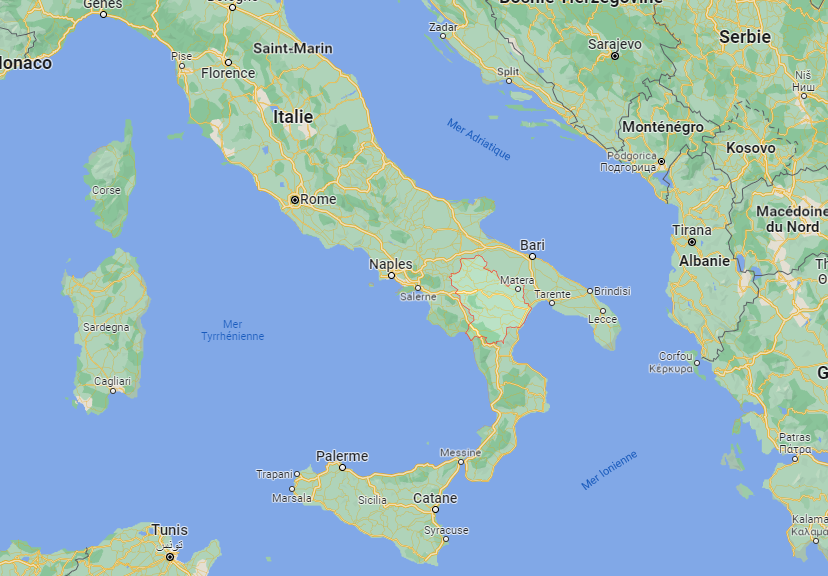 Gênes
Bosnie-Herzégovine
Monaco
Pise
Florence
Saint-Marin
Zadar
Split
Sarajevo
Serbie
Niš
Ниш
Italie
Mer Adriatique
Monténégro
Kosovo
Podgorica
Подгорица
Corse
Rome
Macédoine
du Nord
Tirana
Albanie
Bari
Naples
Salerne
Matera
Tarente
Brindisi
Lecce
Sardegna
Mer
Tyrrhénienne
Cagliari
Corfou
Κέρκυρα
Palerme
Messine
Mer Ionienne
Patras
Πάτρα
Trapani
Marsala
Sicilia
Catane
Syracuse
Tunis
تونس